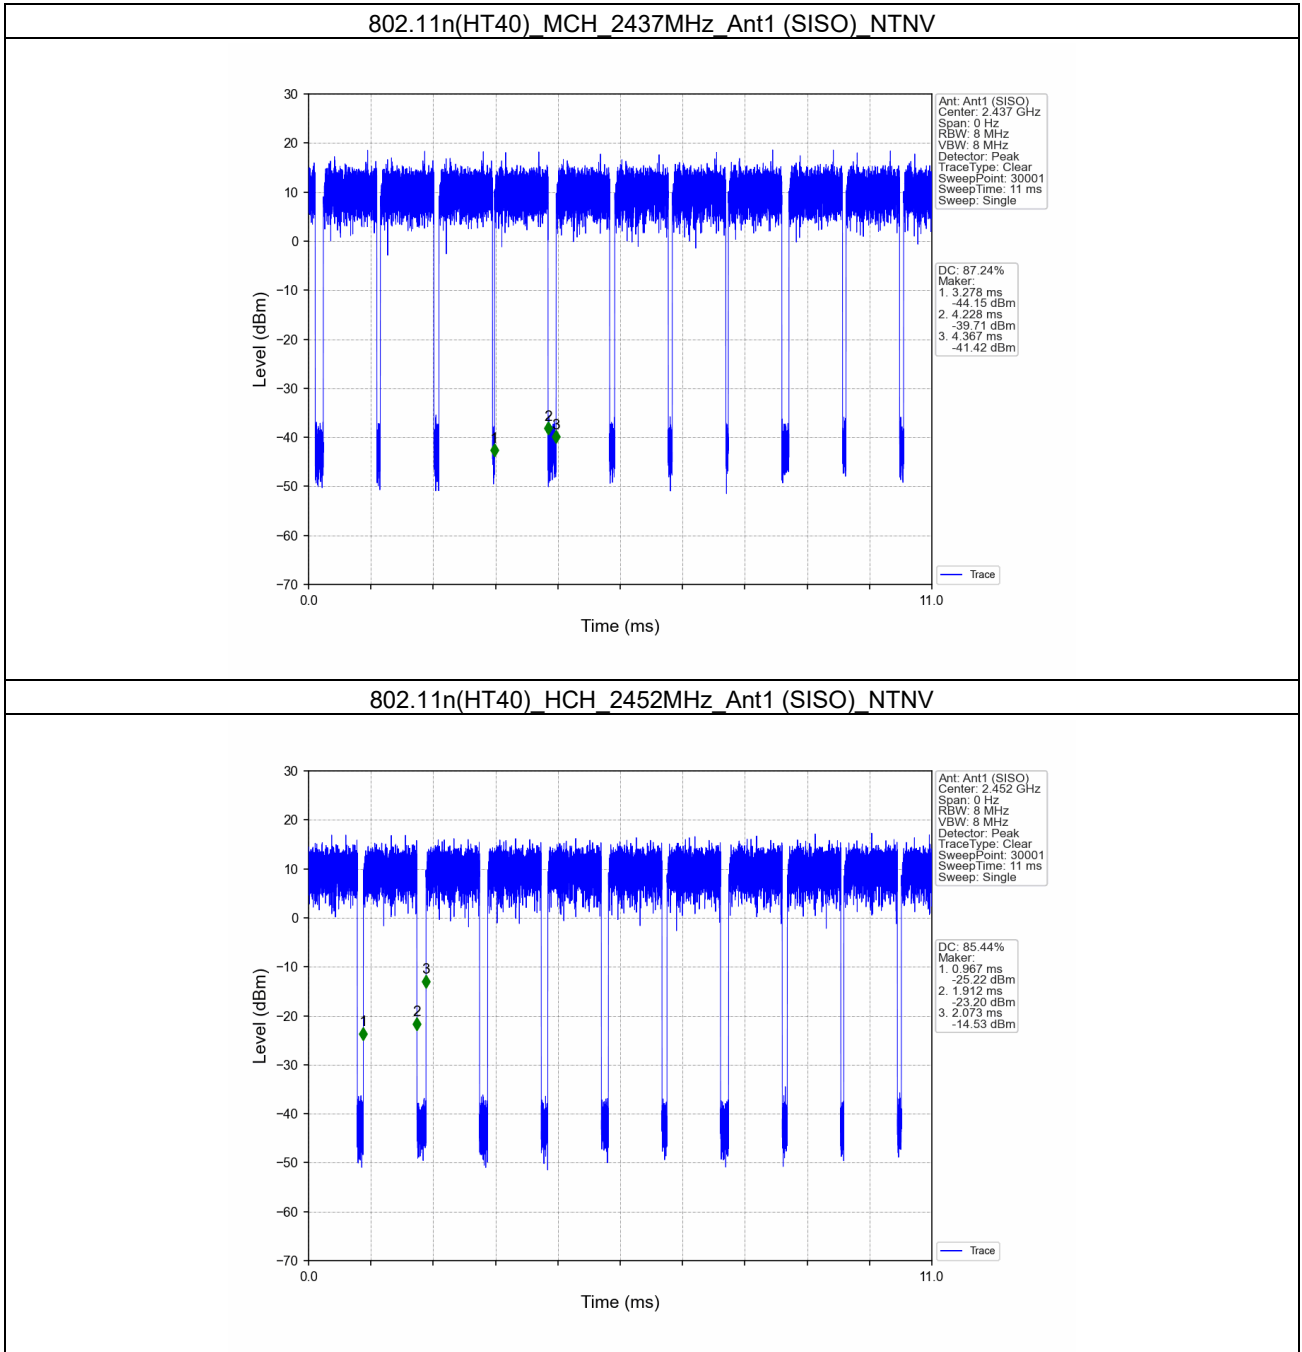 802.11n(HT40)_MCH_2437MHz_Ant1 (SISO)_NTNV
30
20
10
0
−10
−20
−30
−40
−50
−60
−70
Level (dBm)
0.0
11.0
Time (ms)
1
2
3
Ant: Ant1 (SISO)
Center: 2.437 GHz
Span: 0 Hz
RBW: 8 MHz
VBW: 8 MHz
Detector: Peak
TraceType: Clear
SweepPoint: 30001
SweepTime: 11 ms
Sweep: Single
DC: 87.24%
Maker:
1. 3.278 ms
-44.15 dBm
2. 4.228 ms
-39.71 dBm
3. 4.367 ms
-41.42 dBm
Trace
802.11n(HT40)_HCH_2452MHz_Ant1 (SISO)_NTNV
30
20
10
0
−10
−20
−30
−40
−50
−60
−70
Level (dBm)
0.0
11.0
Time (ms)
1
2
3
Ant: Ant1 (SISO)
Center: 2.452 GHz
Span: 0 Hz
RBW: 8 MHz
VBW: 8 MHz
Detector: Peak
TraceType: Clear
SweepPoint: 30001
SweepTime: 11 ms
Sweep: Single
DC: 85.44%
Maker:
1. 0.967 ms
-25.22 dBm
2. 1.912 ms
-23.20 dBm
3. 2.073 ms
-14.53 dBm
Trace